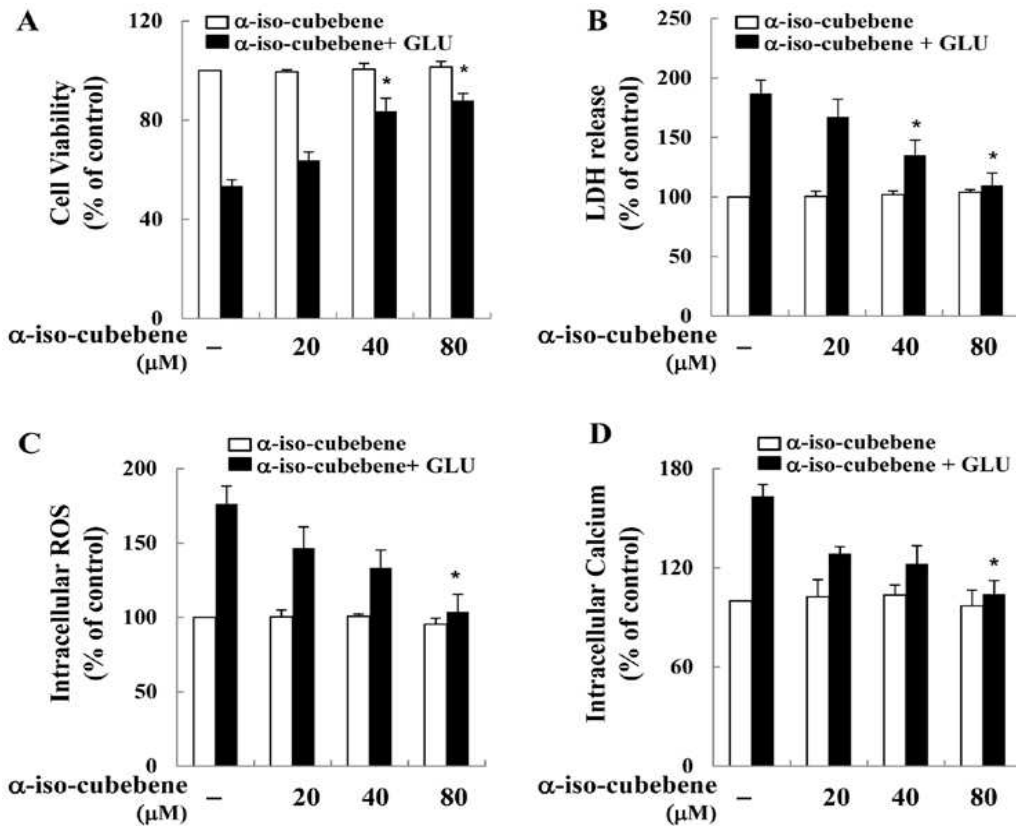 A
α-iso-cubebene
α-iso-cubebene+ GLU
Cell Viability
(% of control)
120
80
40
0
*
*
α-iso-cubebene
(μM)
– 20 40 80
B
α-iso-cubebene
α-iso-cubebene + GLU
LDH release
(% of control)
250
200
150
100
50
0
*
*
α-iso-cubebene
(μM)
– 20 40 80
C
α-iso-cubebene
α-iso-cubebene+ GLU
Intracellular ROS
(% of control)
200
150
100
50
0
*
α-iso-cubebene
(μM)
– 20 40 80
D
α-iso-cubebene
α-iso-cubebene + GLU
Intracellular Calcium
(% of control)
180
120
60
0
*
α-iso-cubebene
(μM)
– 20 40 80